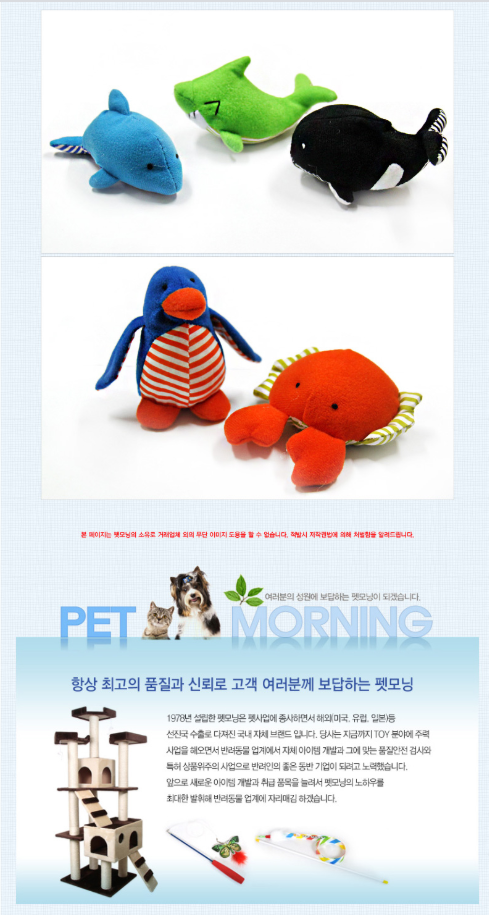 본 페이지는 펫모닝의 소유로 거래업체 외의 무단 이미지 도용을 할 수 없습니다. 적발시 저작권법에 의해 처벌됨을 알려드립니다.
여러분의 성원에 보답하는 펫모닝이 되겠습니다.
PET MORNING
항상 최고의 품질과 신뢰로 고객 여러분께 보답하는 펫모닝
1978년 설립한 펫모닝은 펫사업에 종사하면서 해외(미국, 유럽, 일본)등
선진국 수출로 다져진 국내 자체 브랜드 입니다. 당사는 지금까지 TOY 분야에 주력
사업을 해오면서 반려동물 업계에서 자체 아이템 개발과 그에 맞는 품질안전 검사와
특허 상품위주의 사업으로 반려인의 좋은 동반 기업이 되려고 노력했습니다.
앞으로 새로운 아이템 개발과 취급 품목을 늘려서 펫모닝의 노하우를
최대한 발휘해 반려동물 업계에 자리매김 하겠습니다.